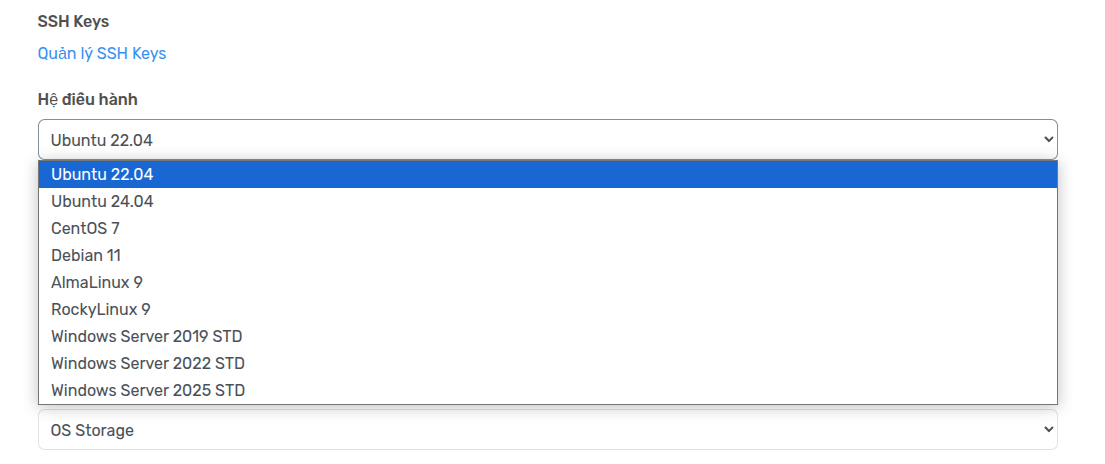 SSH Keys
Quản lý SSH Keys
Hệ điều hành
Ubuntu 22.04
Ubuntu 22.04
Ubuntu 24.04
CentOS 7
Debian 11
AlmaLinux 9
RockyLinux 9
Windows Server 2019 STD
Windows Server 2022 STD
Windows Server 2025 STD
OS Storage